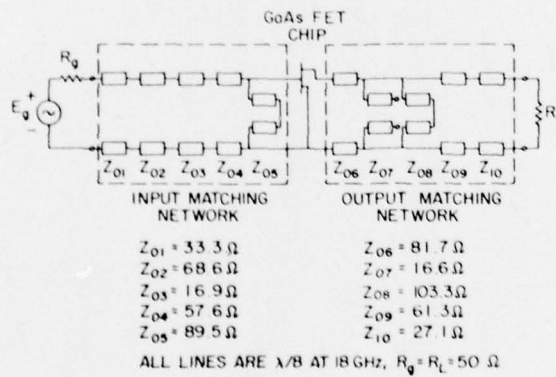 GaAs FET
CHIP
Rg
Eg
+
-
R
Z01 Z02 Z03 Z04 Z05
Z06 Z07 Z08 Z09 Z10
INPUT MATCHING
NETWORK
OUTPUT MATCHING
NETWORK
Z01 = 33.3 Ω
Z02 = 68.6 Ω
Z03 = 16.9 Ω
Z04 = 57.6 Ω
Z05 = 89.5 Ω
Z06 = 81.7 Ω
Z07 = 16.6 Ω
Z08 = 103.3 Ω
Z09 = 61.3 Ω
Z10 = 27.1 Ω
ALL LINES ARE λ/8 AT 18 GHz, Rg = RL = 50 Ω